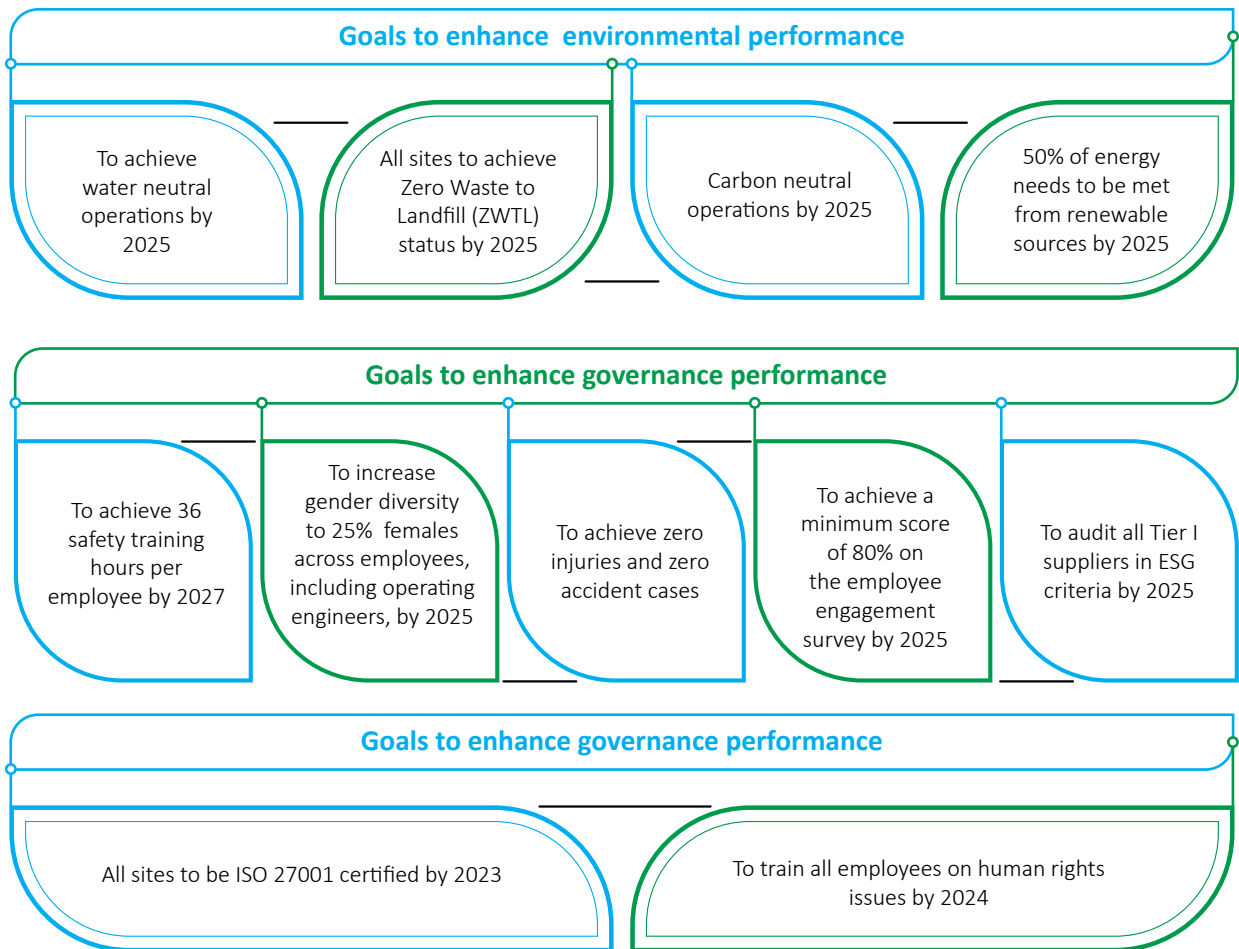 Goals to enhance environmental performance
To achieve
water neutral
operations by
2025
All sites to achieve
Zero Waste to
Landfill (ZWTL)
status by 2025
Carbon neutral
operations by 2025
50% of energy
needs to be met
from renewable
sources by 2025
Goals to enhance governance performance
To achieve 36
safety training
hours per
employee by 2027
To increase
gender diversity
to 25% females
across employees,
including operating
engineers, by 2025
To achieve zero
injuries and zero
accident cases
To achieve a
minimum score
of 80% on
the employee
engagement
survey by 2025
To audit all Tier I
suppliers in ESG
criteria by 2025
Goals to enhance governance performance
All sites to be ISO 27001 certified by 2023
To train all employees on human rights
issues by 2024